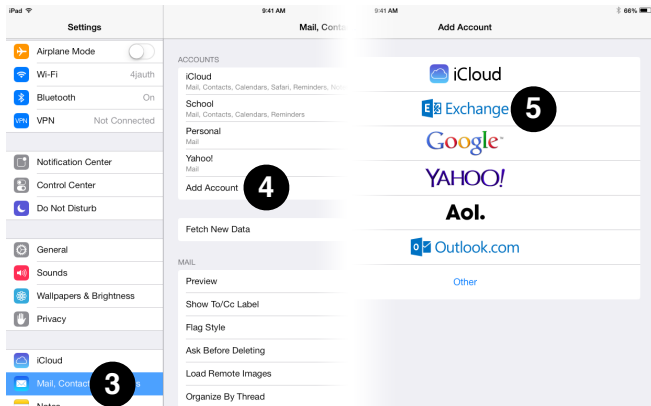 iPad
9:41 AM
9:41 AM
66%
Settings
Mail, Conta
Add Account
Airplane Mode
Wi-Fi
4jauth
Bluetooth
On
VPN
VPN
Not Connected
Notification Center
Control Center
Do Not Disturb
General
Sounds
Wallpapers & Brightness
Privacy
iCloud
Mail, Contact
s
3
Notes
ACCOUNTS
iCloud
Mail, Contacts, Calendars, Safari, Reminders,
School
Mail, Contacts, Calendars, Reminders
Personal
Mail
Yahoo!
Mail
Add Account
4
Fetch New Data
MAIL
Preview
Show To/Cc Label
Flag Style
Ask Before Deleting
Load Remote Images
Organize By Thread
iCloud
E Exchange
5
Google
YAHOO!
Aol.
o Outlook.com
Other